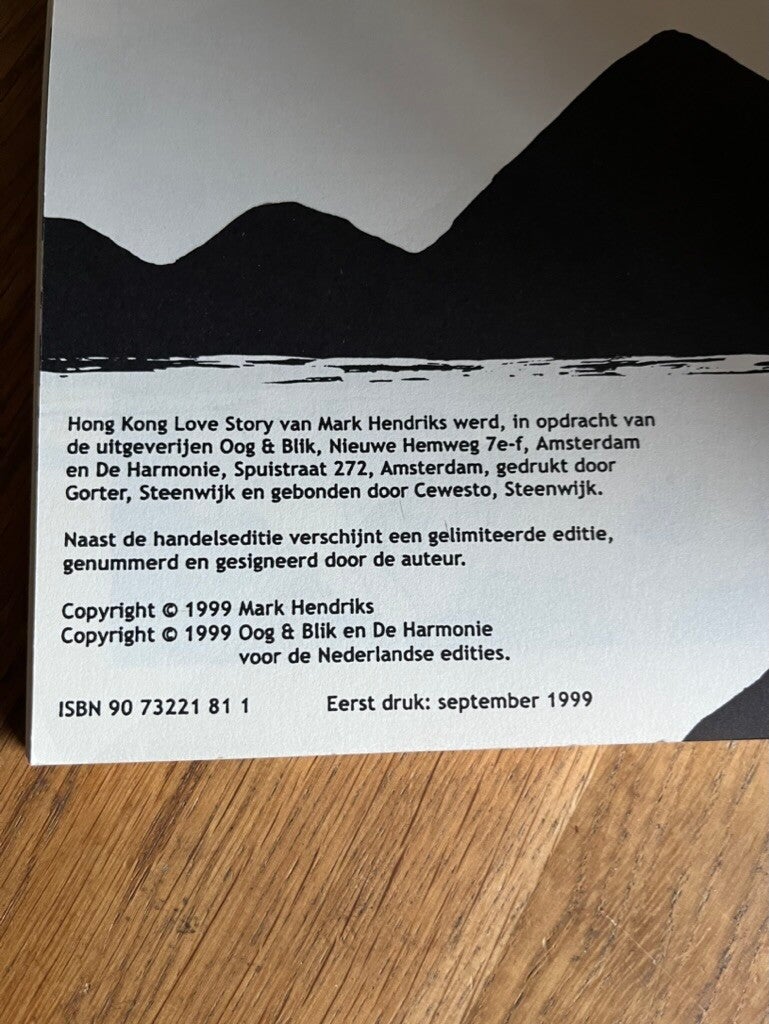 Hong Kong Love Story van Mark Hendriks werd, in opdracht van
de uitgeverijen Oog & Blik, Nieuwe Hemweg 7e-f, Amsterdam
en De Harmonie, Spuistraat 272, Amsterdam, gedrukt door
Gorter, Steenwijk en gebonden door Cewesto, Steenwijk.
Naast de handelseditie verschijnt een gelimiteerde editie,
genummerd en gesigneerd door de auteur.
Copyright © 1999 Mark Hendriks
Copyright © 1999 Oog & Blik en De Harmonie
voor de Nederlandse edities.
ISBN 90 73221 81 1 Eerst druk: september 1999